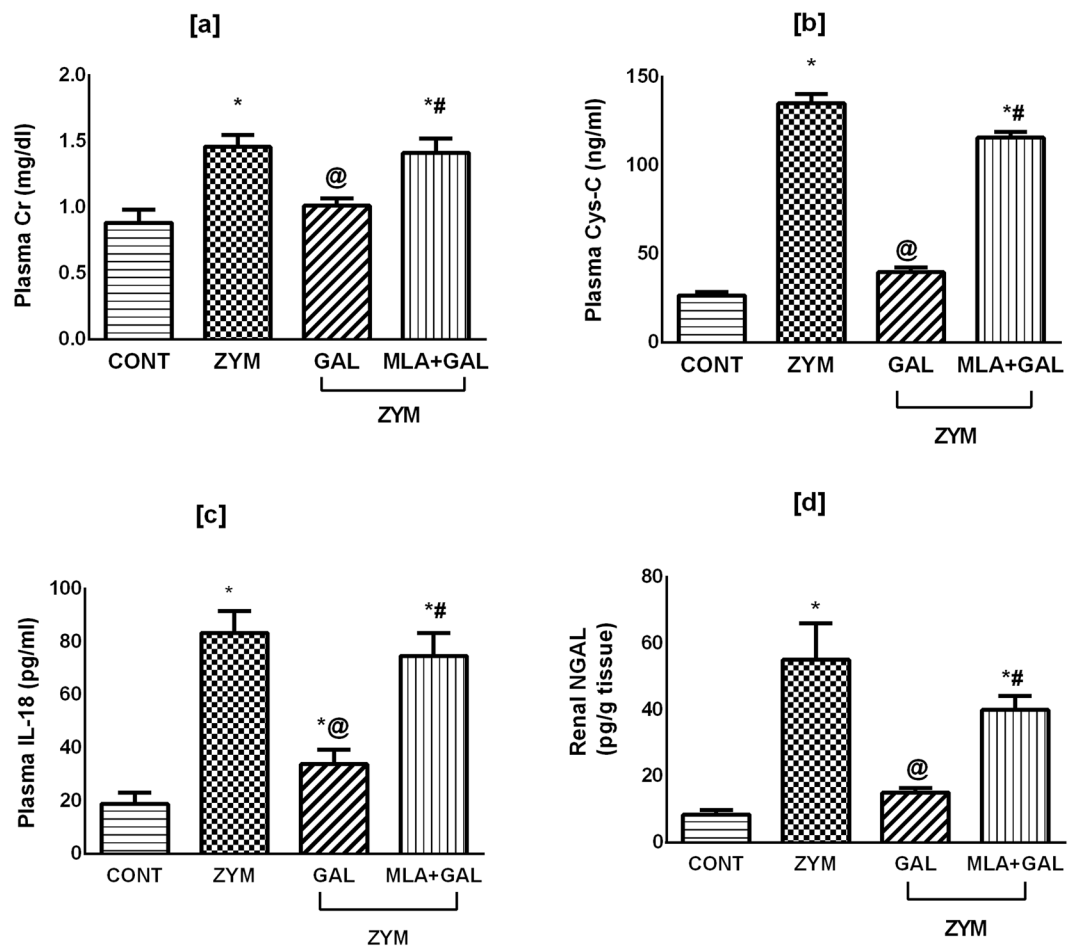 [a]
Plasma Cr (mg/dl)
2.0
1.5
1.0
0.5
0.0
*
@
*#
CONT ZYM GAL MLA+GAL
ZYM
[b]
Plasma Cys-C (ng/ml)
150
100
50
0
*
@
*#
CONT ZYM GAL MLA+GAL
ZYM
[c]
Plasma IL-18 (pg/ml)
100
80
60
40
20
0
*
*@
*#
CONT ZYM GAL MLA+GAL
ZYM
[d]
Renal NGAL
(pg/g tissue)
80
60
40
20
0
*
@
*#
CONT ZYM GAL MLA+GAL
ZYM